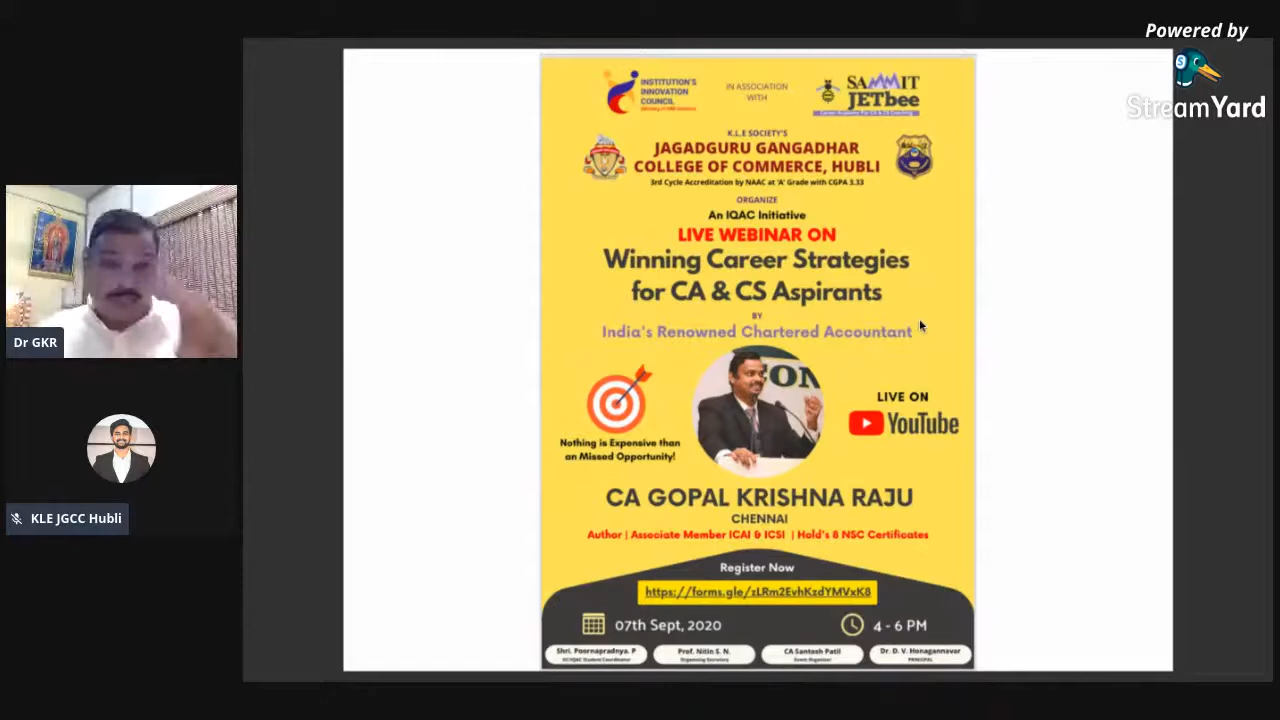 Powered by
StreamYard
INSTITUTION'S
INNOVATION
COUNCIL
IN ASSOCIATION
WITH
SAMMIT
JETbee
K.L.E SOCIETY'S
JAGADGURU GANGADHAR
COLLEGE OF COMMERCE, HUBLI
3rd Cycle Accreditation by NAAC at 'A' Grade with CGPA 3.33
ORGANIZE
An IQAC Initiative
LIVE WEBINAR ON
Winning Career Strategies
for CA & CS Aspirants
BY
India's Renowned Chartered Accountant
Nothing is Expensive than
an Missed Opportunity!
LIVE ON
YouTube
CA GOPAL KRISHNA RAJU
CHENNAI
Author | Associate Member ICAI & ICSI | Hold's 8 NSC Certificates
Register Now
https://forms.gle/zLRm2EvhKzdYMVxK8
07th Sept, 2020
4 - 6 PM
Shri. Poornapradnya. P
Prof. Nitin S. N.
Organising Secretary
CA Santosh Patil
Event Organiser
Dr. D. V. Honagannavar
PRINCIPAL
Dr GKR
KLE JGCC Hubli